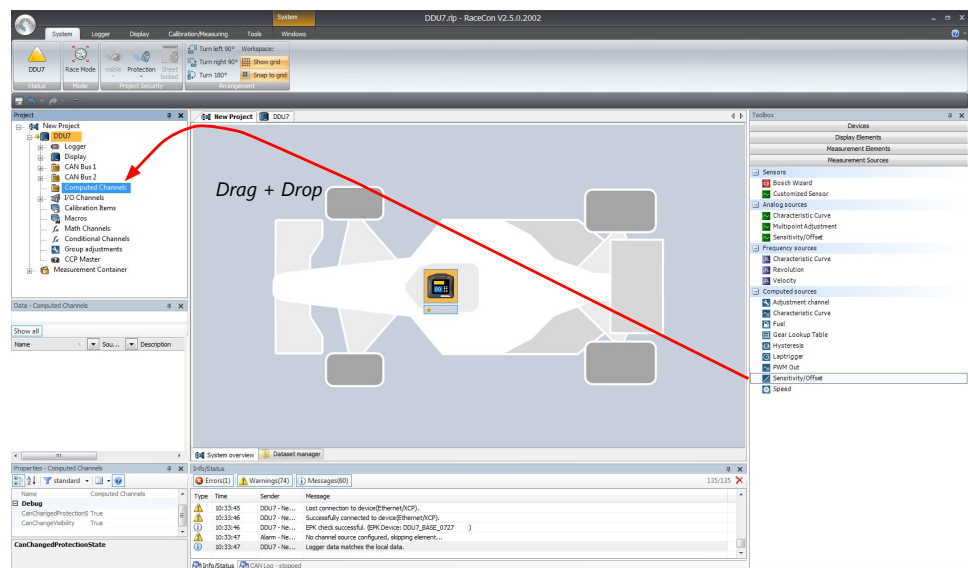 System
DDU7.rlp - RaceCon V2.5.0.2002
System Logger Display Calibration/Measuring Tools Windows
DDU7
Status
Race Mode
Mode
visible Protection Sheet locked
Project Security
Turn left 90° Workspace:
Turn right 90° Show grid
Turn 180° Snap to grid
Arrangement
Project
New Project
DDU7
Logger
Display
CAN Bus 1
CAN Bus 2
Computed Channels
I/O Channels
Calibration Items
Macros
Math Channels
Conditional Channels
Group adjustments
CCP Master
Measurement Container
Data - Computed Channels
Show all
Name Sou... Description
Properties - Computed Channels
standard
Name Computed Channels
Debug
CanChangedProtectionS True
CanChangeVisibility True
CanChangedProtectionState
New Project DDU7
Drag + Drop
System overview Dataset manager
Info/Status
Errors(1) Warnings(74) Messages(60) 135/135
Type Time Sender Message
10:33:45 DDU7 - Ne... Lost connection to device(Ethernet/XCP).
10:33:46 DDU7 - Ne... Successfully connected to device(Ethernet/XCP).
10:33:46 DDU7 - Ne... EPK check successful. (EPK Device: DDU7_BASE_0727 )
10:33:47 Alarm - Ne... No channel source configured, skipping element...
10:33:47 DDU7 - Ne... Logger data matches the local data.
Info/Status CAN Log - stopped
Toolbox
Devices
Display Elements
Measurement Elements
Measurement Sources
Sensors
Bosch Wizard
Customized Sensor
Analog sources
Characteristic Curve
Multipoint Adjustment
Sensitivity/Offset
Frequency sources
Characteristic Curve
Revolution
Velocity
Computed sources
Adjustment channel
Characteristic Curve
Fuel
Gear Lookup Table
Hysteresis
Laptrigger
PWM Out
Sensitivity/Offset
Speed